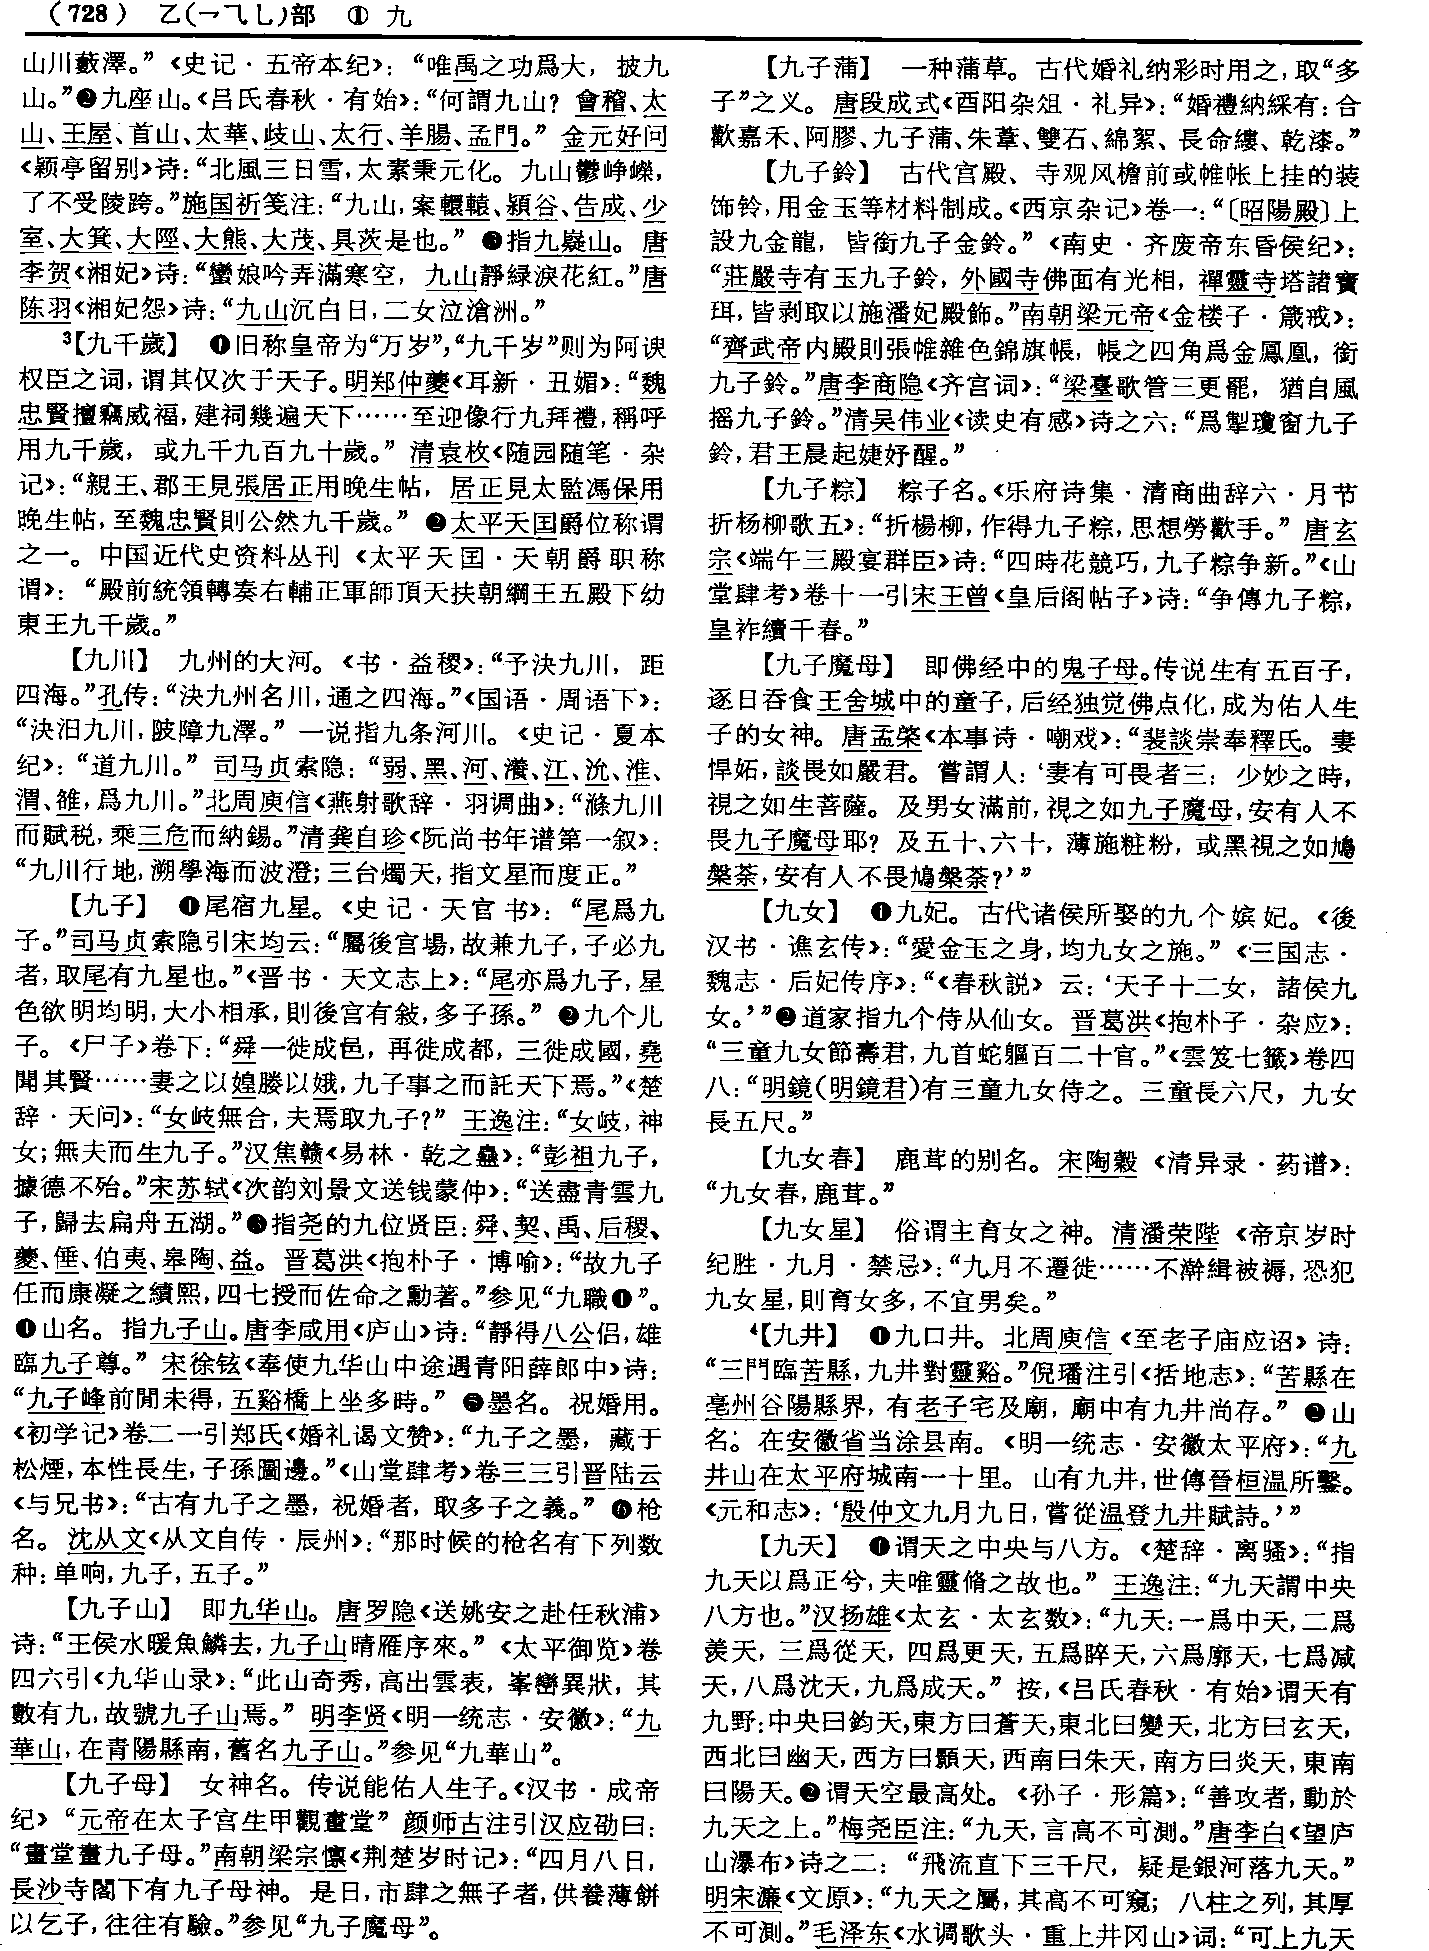 （728） 乙(㇀乁乚)部 ① 九
山川藪澤。”《史记·五帝本纪》：“唯禹之功爲大，披九
山。”❷九座山。《吕氏春秋·有始》：“何謂九山？會稽、太
山、王屋、首山、太華、歧山、太行、羊腸、孟門。”金元好问
《颖亭留别》诗：“北風三日雪，太素秉元化。九山鬱峥嶸，
了不受陵跨。”施国祈笺注：“九山，案轘轅、潁谷、告成、少
室、大箕、大陘、大熊、大茂、具茨是也。”❸指九嶷山。唐
李贺《湘妃》诗：“蠻娘吟弄滿寒空，九山靜緑淚花紅。”唐
陈羽《湘妃怨》诗：“九山沉白日，二女泣滄洲。”
³【九千歲】 ❶旧称皇帝为“万岁”，“九千岁”则为阿谀
权臣之词，谓其仅次于天子。明郑仲夔《耳新·丑媚》：“魏
忠賢擅竊威福，建祠幾遍天下……至迎像行九拜禮，稱呼
用九千歲，或九千九百九十歲。”清袁枚《随园随笔·杂
记》：“親王、郡王見張居正用晚生帖，居正見太監馮保用
晚生帖，至魏忠賢則公然九千歲。”❷太平天囯爵位称谓
之一。中国近代史资料丛刊《太平天囯·天朝爵职称
谓》：“殿前統領轉奏右輔正軍師頂天扶朝綱王五殿下幼
東王九千歲。”
【九川】 九州的大河。《书·益稷》：“予決九川，距
四海。”孔传：“決九州名川，通之四海。”《国语·周语下》：
“決汨九川，陂障九澤。”一说指九条河川。《史记·夏本
纪》：“道九川。”司马贞索隐：“弱、黑、河、瀁、江、沇、淮、
渭、雒，爲九川。”北周庾信《燕射歌辞·羽调曲》：“滌九川
而賦税，乘三危而納錫。”清龚自珍《阮尚书年谱第一叙》：
“九川行地，溯學海而波澄；三台燭天，指文星而度正。”
【九子】 ❶尾宿九星。《史记·天官书》：“尾爲九
子。”司马贞索隐引宋均云：“屬後宫場，故兼九子，子必九
者，取尾有九星也。”《晋书·天文志上》：“尾亦爲九子，星
色欲明均明，大小相承，則後宫有敍，多子孫。”❷九个儿
子。《尸子》卷下：“舜一徙成邑，再徙成都，三徙成國，堯
聞其賢……妻之以媓媵以娥，九子事之而託天下焉。”《楚
辞·天问》：“女岐無合，夫焉取九子？”王逸注：“女岐，神
女；無夫而生九子。”汉焦赣《易林·乾之蠱》：“彭祖九子，
據德不殆。”宋苏轼《次韵刘景文送钱蒙仲》：“送盡青雲九
子，歸去扁舟五湖。”❸指尧的九位贤臣：舜、契、禹、后稷、
夔、倕、伯夷、皋陶、益。晋葛洪《抱朴子·博喻》：“故九子
任而康凝之績熙，四七授而佐命之勳著。”参见“九職❶”。
❹山名。指九子山。唐李咸用《庐山》诗：“靜得八公侣，雄
臨九子尊。”宋徐铉《奉使九华山中途遇青阳薛郎中》诗：
“九子峰前閒未得，五谿橋上坐多時。”❺墨名。祝婚用。
《初学记》卷二一引郑氏《婚礼谒文赞》：“九子之墨，藏于
松煙，本性長生，子孫圖邊。”《山堂肆考》卷三三引晋陆云
《与兄书》：“古有九子之墨，祝婚者，取多子之義。”❻枪
名。沈从文《从文自传·辰州》：“那时候的枪名有下列数
种：单响，九子，五子。”
【九子山】 即九华山。唐罗隐《送姚安之赴任秋浦》
诗：“王侯水暖魚鱗去，九子山晴雁序來。”《太平御览》卷
四六引《九华山录》：“此山奇秀，高出雲表，峯巒異狀，其
數有九，故號九子山焉。”明李贤《明一统志·安徽》：“九
華山，在青陽縣南，舊名九子山。”参见“九華山”。
【九子母】 女神名。传说能佑人生子。《汉书·成帝
纪》“元帝在太子宫生甲觀畫堂”颜师古注引汉应劭曰：
“畫堂畫九子母。”南朝梁宗懔《荆楚岁时记》：“四月八日，
長沙寺閣下有九子母神。是日，市肆之無子者，供養薄餅
以乞子，往往有驗。”参见“九子魔母”。
【九子蒲】 一种蒲草。古代婚礼纳彩时用之，取“多
子”之义。唐段成式《酉阳杂俎·礼异》：“婚禮納綵有：合
歡嘉禾、阿膠、九子蒲、朱葦、雙石、綿絮、長命縷、乾漆。”
【九子鈴】 古代宫殿、寺观风檐前或帷帐上挂的装
饰铃，用金玉等材料制成。《西京杂记》卷一：“〔昭陽殿〕上
設九金龍，皆銜九子金鈴。”《南史·齐废帝东昏侯纪》：
“莊嚴寺有玉九子鈴，外國寺佛面有光相，禪靈寺塔諸寶
珥，皆剥取以施潘妃殿飾。”南朝梁元帝《金楼子·箴戒》：
“齊武帝内殿則張帷雜色錦旗帳，帳之四角爲金鳳凰，銜
九子鈴。”唐李商隐《齐宫词》：“梁臺歌管三更罷，猶自風
摇九子鈴。”清吴伟业《读史有感》诗之六：“爲掣瓊窗九子
鈴，君王晨起婕妤醒。”
【九子粽】 粽子名。《乐府诗集·清商曲辞六·月节
折杨柳歌五》：“折楊柳，作得九子粽，思想勞歡手。”唐玄
宗《端午三殿宴群臣》诗：“四時花競巧，九子粽争新。”《山
堂肆考》卷十一引宋王曾《皇后阁帖子》诗：“争傳九子粽，
皇祚續千春。”
【九子魔母】 即佛经中的鬼子母。传说生有五百子，
逐日吞食王舍城中的童子，后经独觉佛点化，成为佑人生
子的女神。唐孟棨《本事诗·嘲戏》：“裴談崇奉釋氏。妻
悍妬，談畏如嚴君。嘗謂人：‘妻有可畏者三：少妙之時，
視之如生菩薩。及男女滿前，視之如九子魔母，安有人不
畏九子魔母耶？及五十、六十，薄施粧粉，或黑視之如鳩
槃荼，安有人不畏鳩槃荼？’”
【九女】 ❶九妃。古代诸侯所娶的九个嫔妃。《後
汉书·谯玄传》：“愛金玉之身，均九女之施。”《三国志·
魏志·后妃传序》：“《春秋説》云：‘天子十二女，諸侯九
女。’”❷道家指九个侍从仙女。晋葛洪《抱朴子·杂应》：
“三童九女節壽君，九首蛇軀百二十官。”《雲笈七籤》卷四
八：“明鏡（明鏡君）有三童九女侍之。三童長六尺，九女
長五尺。”
【九女春】 鹿茸的别名。宋陶穀《清异录·药谱》：
“九女春，鹿茸。”
【九女星】 俗谓主育女之神。清潘荣陛《帝京岁时
纪胜·九月·禁忌》：“九月不遷徙……不澣緝被褥，恐犯
九女星，則育女多，不宜男矣。”
⁴【九井】 ❶九口井。北周庾信《至老子庙应诏》诗：
“三門臨苦縣，九井對靈谿。”倪璠注引《括地志》：“苦縣在
亳州谷陽縣界，有老子宅及廟，廟中有九井尚存。”❷山
名。在安徽省当涂县南。《明一统志·安徽太平府》：“九
井山在太平府城南一十里。山有九井，世傳晉桓温所鑿。
《元和志》：‘殷仲文九月九日，嘗從温登九井賦詩。’”
【九天】 ❶谓天之中央与八方。《楚辞·离骚》：“指
九天以爲正兮，夫唯靈脩之故也。”王逸注：“九天謂中央
八方也。”汉扬雄《太玄·太玄数》：“九天：一爲中天，二爲
羨天，三爲從天，四爲更天，五爲睟天，六爲廓天，七爲减
天，八爲沈天，九爲成天。”按，《吕氏春秋·有始》谓天有
九野：中央曰鈞天，東方曰蒼天，東北曰變天，北方曰玄天，
西北曰幽天，西方曰顥天，西南曰朱天，南方曰炎天，東南
曰陽天。❷谓天空最高处。《孙子·形篇》：“善攻者，動於
九天之上。”梅尧臣注：“九天，言高不可測。”唐李白《望庐
山瀑布》诗之二：“飛流直下三千尺，疑是銀河落九天。”
明宋濂《文原》：“九天之屬，其高不可窺；八柱之列，其厚
不可測。”毛泽东《水调歌头·重上井冈山》词：“可上九天